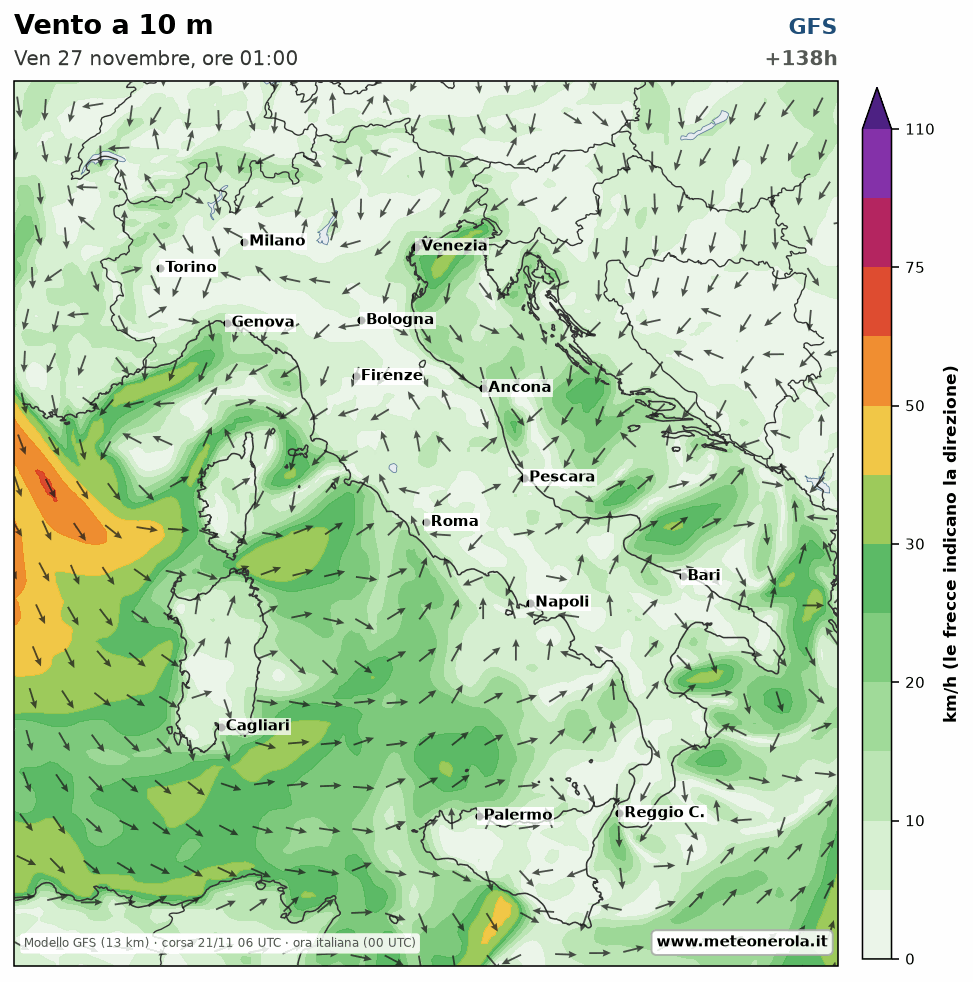 Vento a 10 m
GFS
Ven 27 novembre, ore 01:00
+138h
Milano
Venezia
Torino
Genova
Bologna
Firenze
Ancona
Pescara
Roma
Bari
Napoli
Cagliari
Palermo
Reggio C.
110
75
50
30
20
10
0
km/h (le frecce indicano la direzione)
Modello GFS (13 km) · corsa 21/11 06 UTC · ora italiana (00 UTC)
www.meteonerola.it